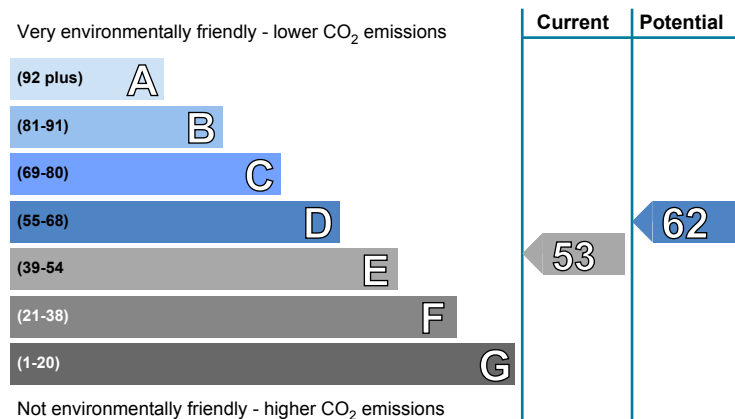 Very environmentally friendly - lower CO₂ emissions
Current
Potential
(92 plus) A
(81-91) B
(69-80) C
(55-68) D
(39-54 E
(21-38) F
(1-20) G
53
62
Not environmentally friendly - higher CO₂ emissions